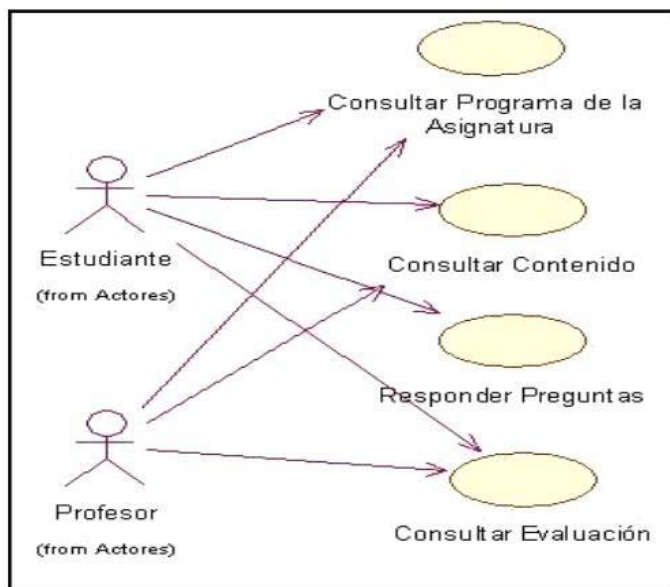 Consultar Programa de la
Asignatura
Estudiante
(from Actores)
Consultar Contenido
Responder Preguntas
Profesor
(from Actores)
Consultar Evaluación